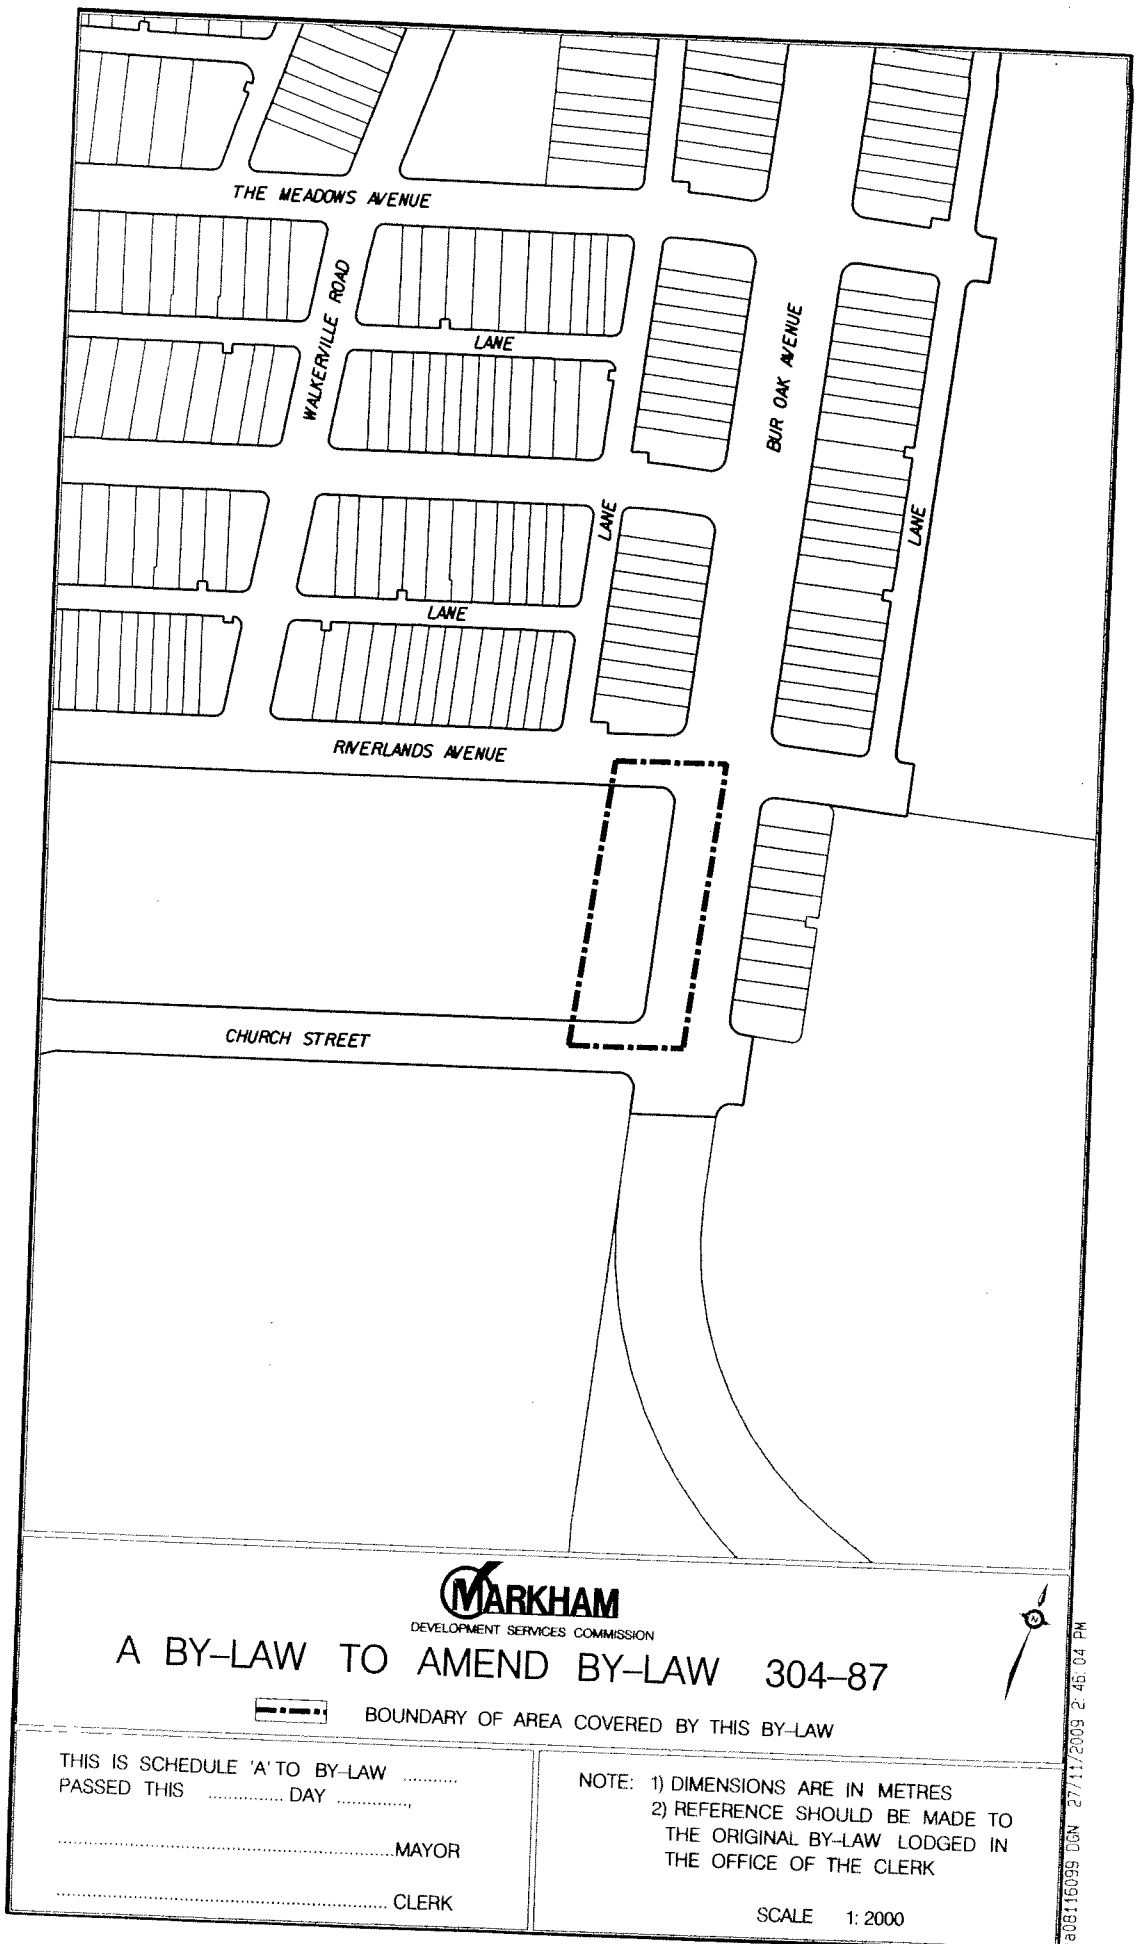 THE MEADOWS AVENUE
WALKERVILLE ROAD
LANE
BUR OAK AVENUE
LANE
LANE
LANE
RIVERLANDS AVENUE
CHURCH STREET
MARKHAM
DEVELOPMENT SERVICES COMMISSION
A BY-LAW TO AMEND BY-LAW 304-87
BOUNDARY OF AREA COVERED BY THIS BY-LAW
N
THIS IS SCHEDULE 'A' TO BY-LAW ..........
PASSED THIS .............. DAY ..............,
..............................................................MAYOR
.............................................................. CLERK
NOTE: 1) DIMENSIONS ARE IN METRES
2) REFERENCE SHOULD BE MADE TO
THE ORIGINAL BY-LAW LODGED IN
THE OFFICE OF THE CLERK
SCALE 1: 2000
a08116099 DGN 27/11/2009 2:46:04 PM